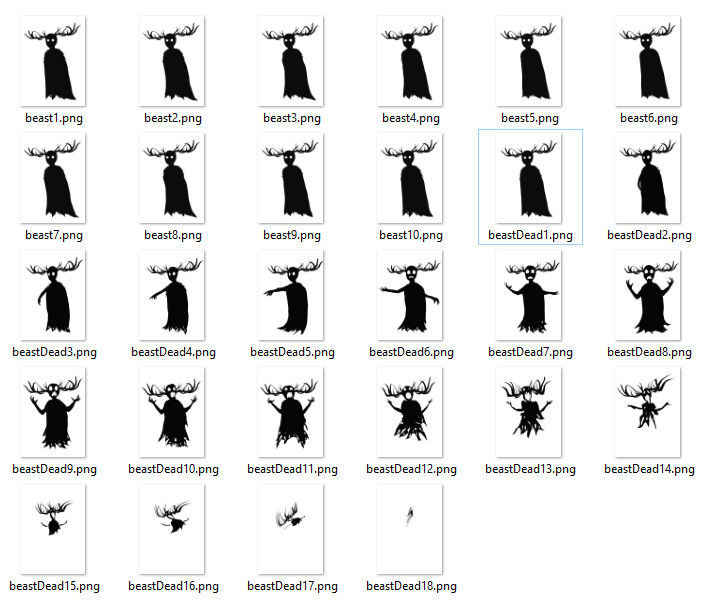 beast1.png beast2.png beast3.png beast4.png beast5.png beast6.png
beast7.png beast8.png beast9.png beast10.png beastDead1.png beastDead2.png
beastDead3.png beastDead4.png beastDead5.png beastDead6.png beastDead7.png beastDead8.png
beastDead9.png beastDead10.png beastDead11.png beastDead12.png beastDead13.png beastDead14.png
beastDead15.png beastDead16.png beastDead17.png beastDead18.png